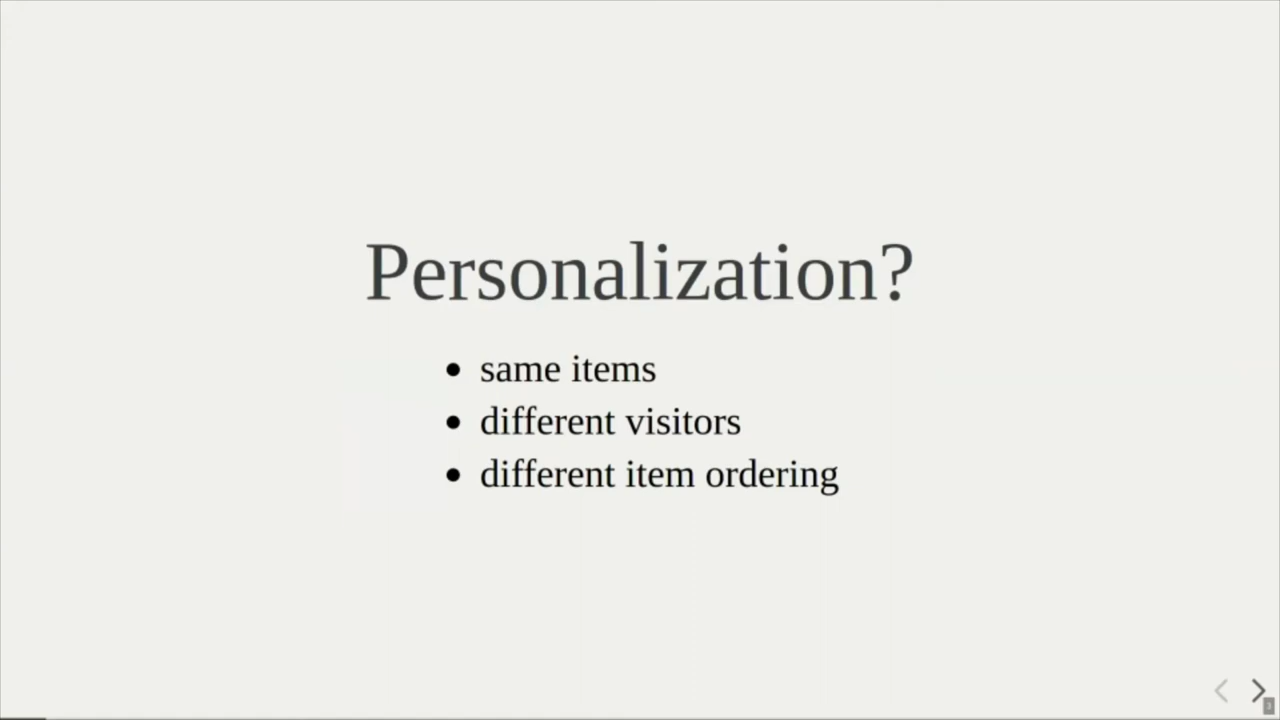 Personalization?
same items
different visitors
different item ordering